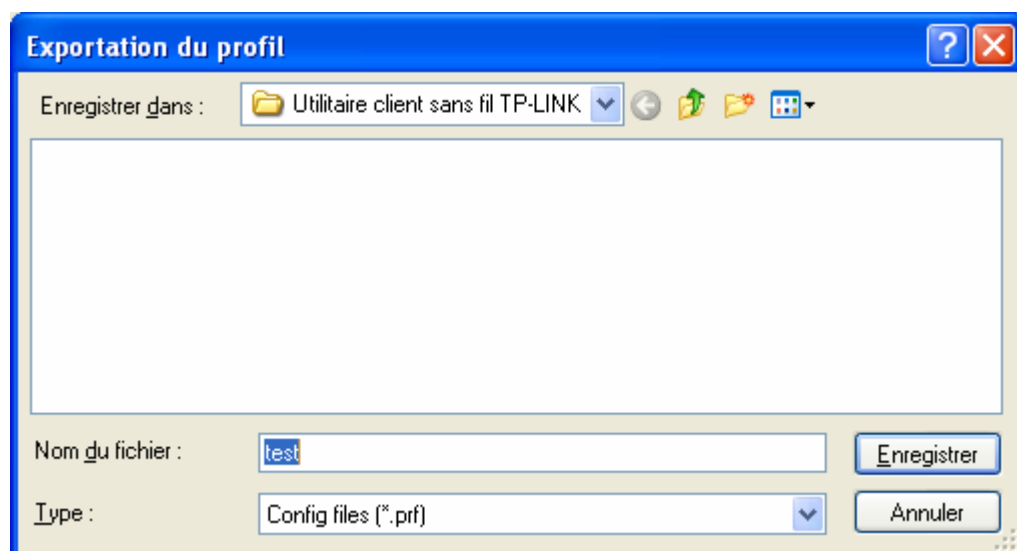 Exportation du profil
Enregistrer dans :
Utilitaire client sans fil TP-LINK
Nom du fichier :
test
Enregistrer
Type :
Config files (*.prf)
Annuler